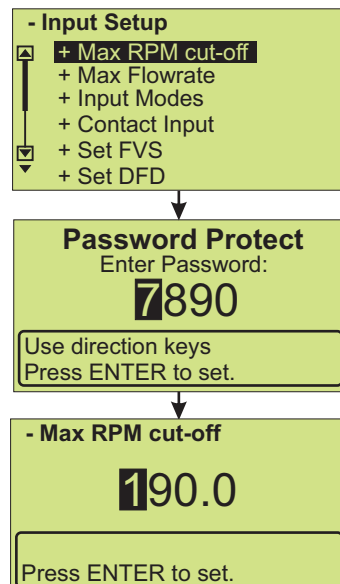 - Input Setup
+ Max RPM cut-off
+ Max Flowrate
+ Input Modes
+ Contact Input
+ Set FVS
+ Set DFD
Password Protect
Enter Password:
7890
Use direction keys
Press ENTER to set.
- Max RPM cut-off
190.0
Press ENTER to set.